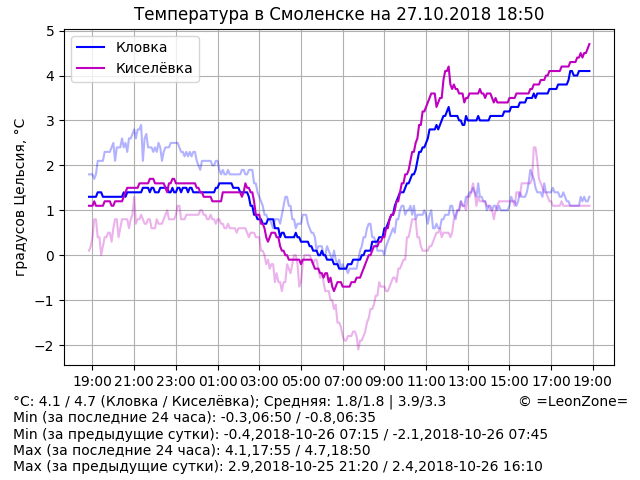 Температура в Смоленске на 27.10.2018 18:50
Кловка
Киселёвка
градусов Цельсия, °C
5
4
3
2
1
0
−1
−2
19:00 21:00 23:00 01:00 03:00 05:00 07:00 09:00 11:00 13:00 15:00 17:00 19:00
°C: 4.1 / 4.7 (Кловка / Киселёвка); Средняя: 1.8/1.8 | 3.9/3.3 © =LeonZone=
Min (за последние 24 часа): -0.3,06:50 / -0.8,06:35
Min (за предыдущие сутки): -0.4,2018-10-26 07:15 / -2.1,2018-10-26 07:45
Max (за последние 24 часа): 4.1,17:55 / 4.7,18:50
Max (за предыдущие сутки): 2.9,2018-10-25 21:20 / 2.4,2018-10-26 16:10